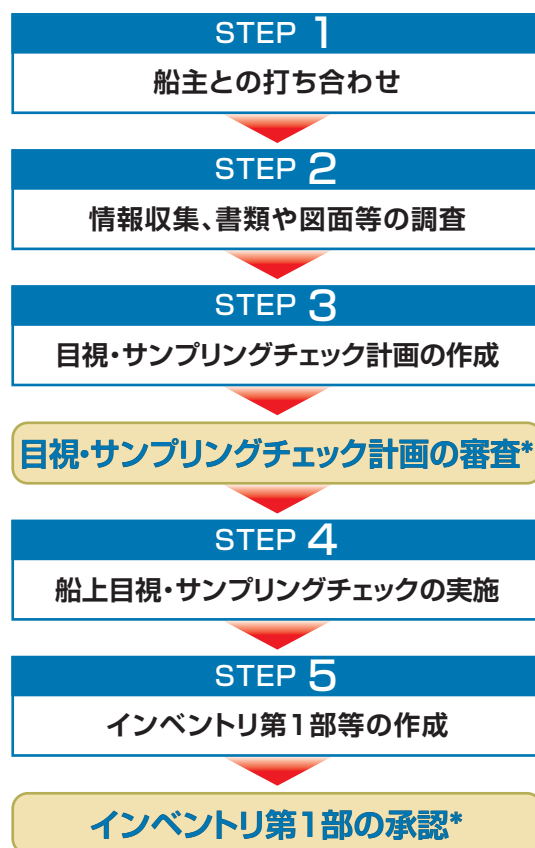 STEP 1
船主との打ち合わせ
STEP 2
情報収集、書類や図面等の調査
STEP 3
目視・サンプリングチェック計画の作成
目視・サンプリングチェック計画の審査*
STEP 4
船上目視・サンプリングチェックの実施
STEP 5
インベントリ第1部等の作成
インベントリ第1部の承認*